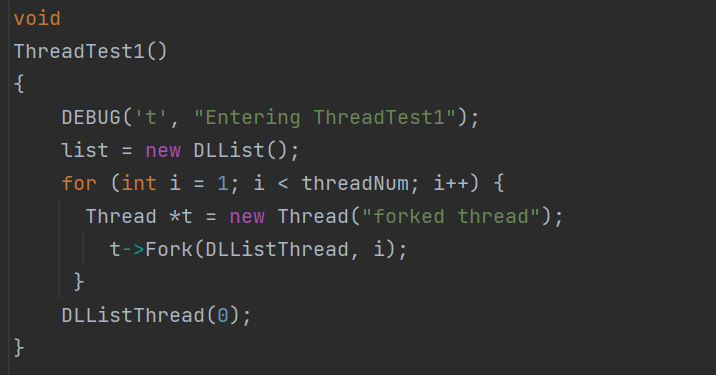 void
ThreadTest1()
{
    DEBUG('t', "Entering ThreadTest1");
    list = new DLList();
    for (int i = 1; i < threadNum; i++) {
      Thread *t = new Thread("forked thread");
        t->Fork(DLListThread, i);
     }
    DLListThread(0);
}